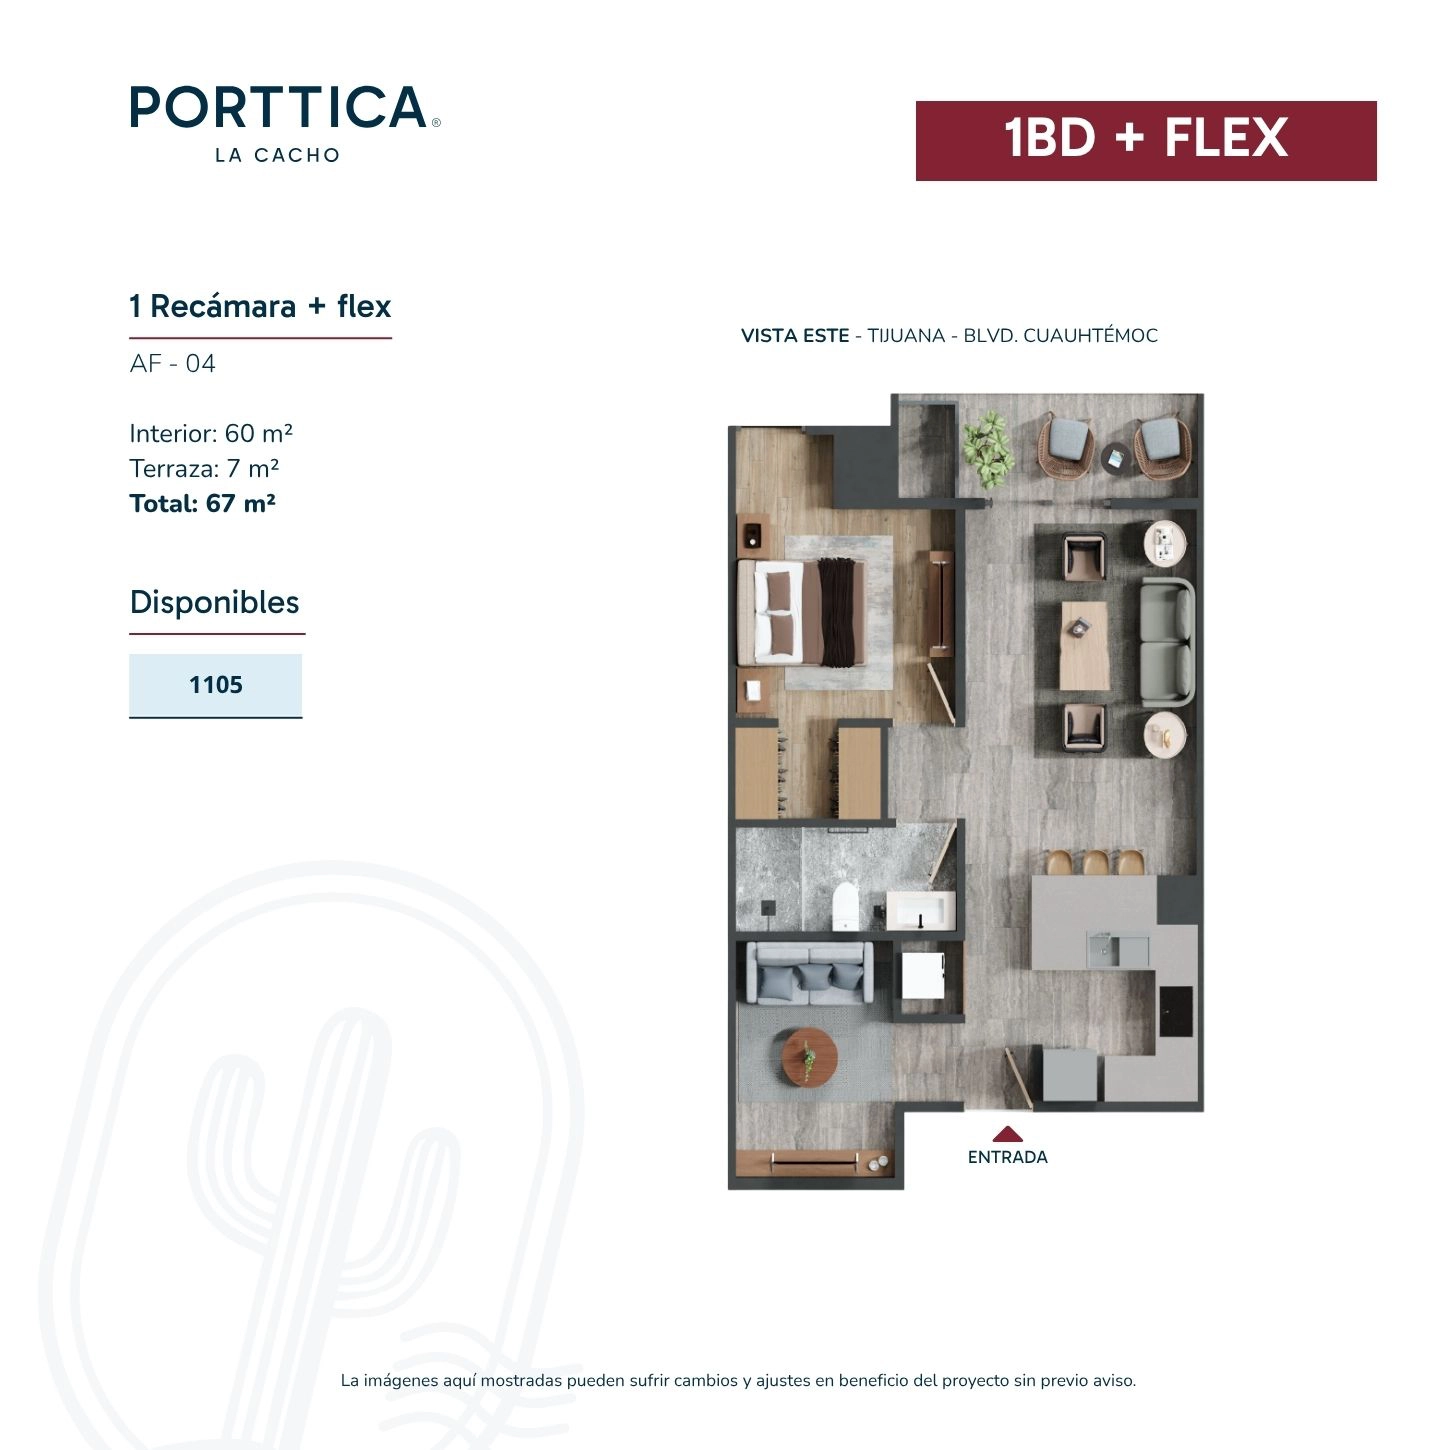 PORTTICA®
LA CACHO
1BD + FLEX
1 Recámara + flex
AF - 04
Interior: 60 m²
Terraza: 7 m²
Total: 67 m²
Disponibles
1105
VISTA ESTE - TIJUANA - BLVD. CUAUHTÉMOC
ENTRADA
La imágenes aquí mostradas pueden sufrir cambios y ajustes en beneficio del proyecto sin previo aviso.